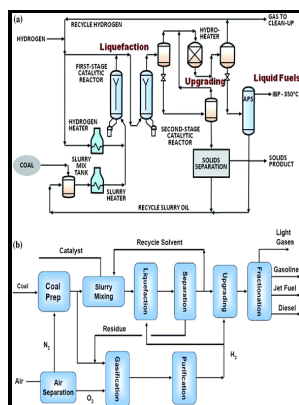 (a)
RECYCLE HYDROGEN
GAS TO
CLEAN-UP
HYDROGEN
Liquefaction
HYDRO-
HEATER
FIRST-STAGE
CATALYTIC
REACTOR
Upgrading
Liquid Fuels
APS
IBP - 350°C
HYDROGEN
HEATER
SECOND-STAGE
CATALYTIC
REACTOR
COAL
SLURRY
MIX
TANK
SLURRY
HEATER
SOLIDS
SEPARATION
SOLIDS
PRODUCT
RECYCLE SLURRY OIL
(b)
Light
Gases
Catalyst
Recycle Solvent
Coal
Coal
Prep
Slurry
Mixing
Liquefaction
Separation
Upgrading
Fractionation
Gasoline
Jet Fuel
Diesel
Residue
N2
H2
Gasification
Purification
Air
Air
Separation
O2